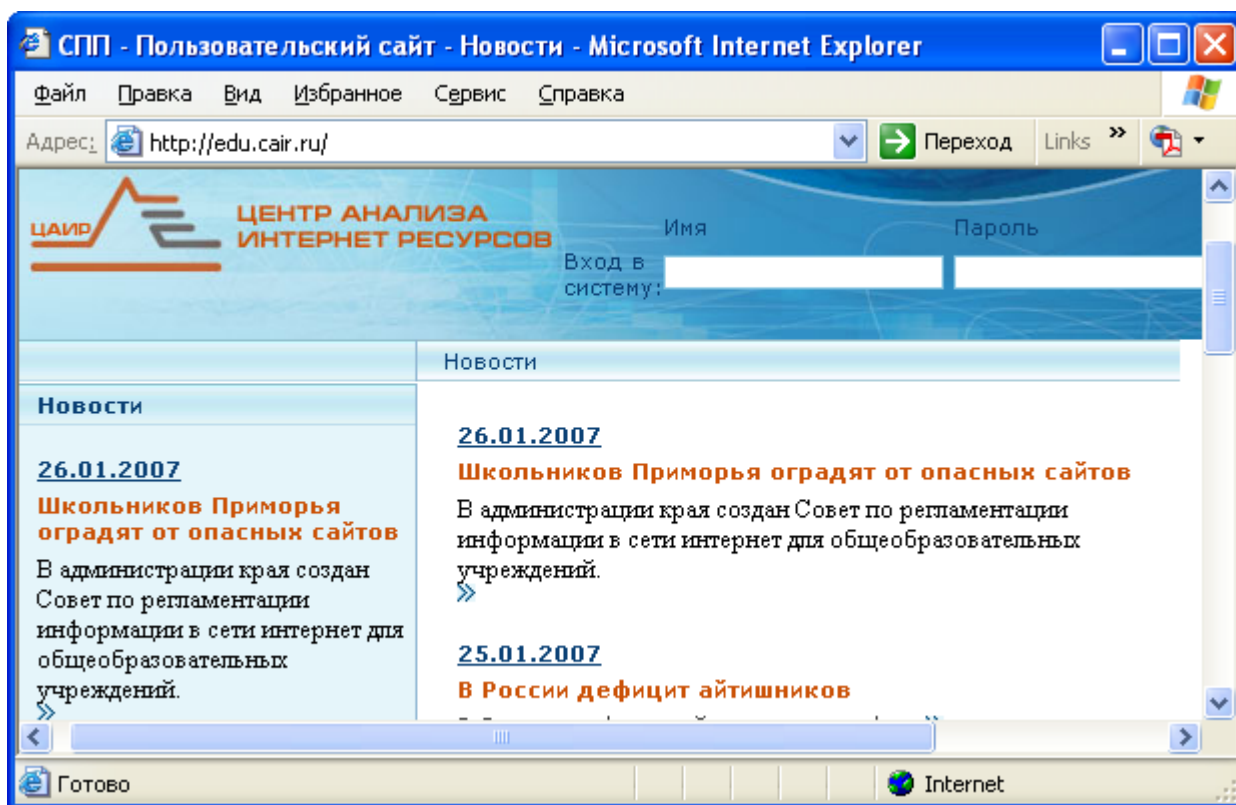 СПП - Пользовательский сайт - Новости - Microsoft Internet Explorer
Файл Правка Вид Избранное Сервис Справка
Адрес: http://edu.cair.ru/ Переход Links »
ЦАИР
ЦЕНТР АНАЛИЗА
ИНТЕРНЕТ РЕСУРСОВ
Имя Пароль
Вход в
систему:
Новости
Новости
26.01.2007
Школьников Приморья
оградят от опасных сайтов
В администрации края создан
Совет по регламентации
информации в сети интернет для
общеобразовательных
учреждений.
»
26.01.2007
Школьников Приморья оградят от опасных сайтов
В администрации края создан Совет по регламентации
информации в сети интернет для общеобразовательных
учреждений.
»
25.01.2007
В России дефицит айтишников
Готово Internet